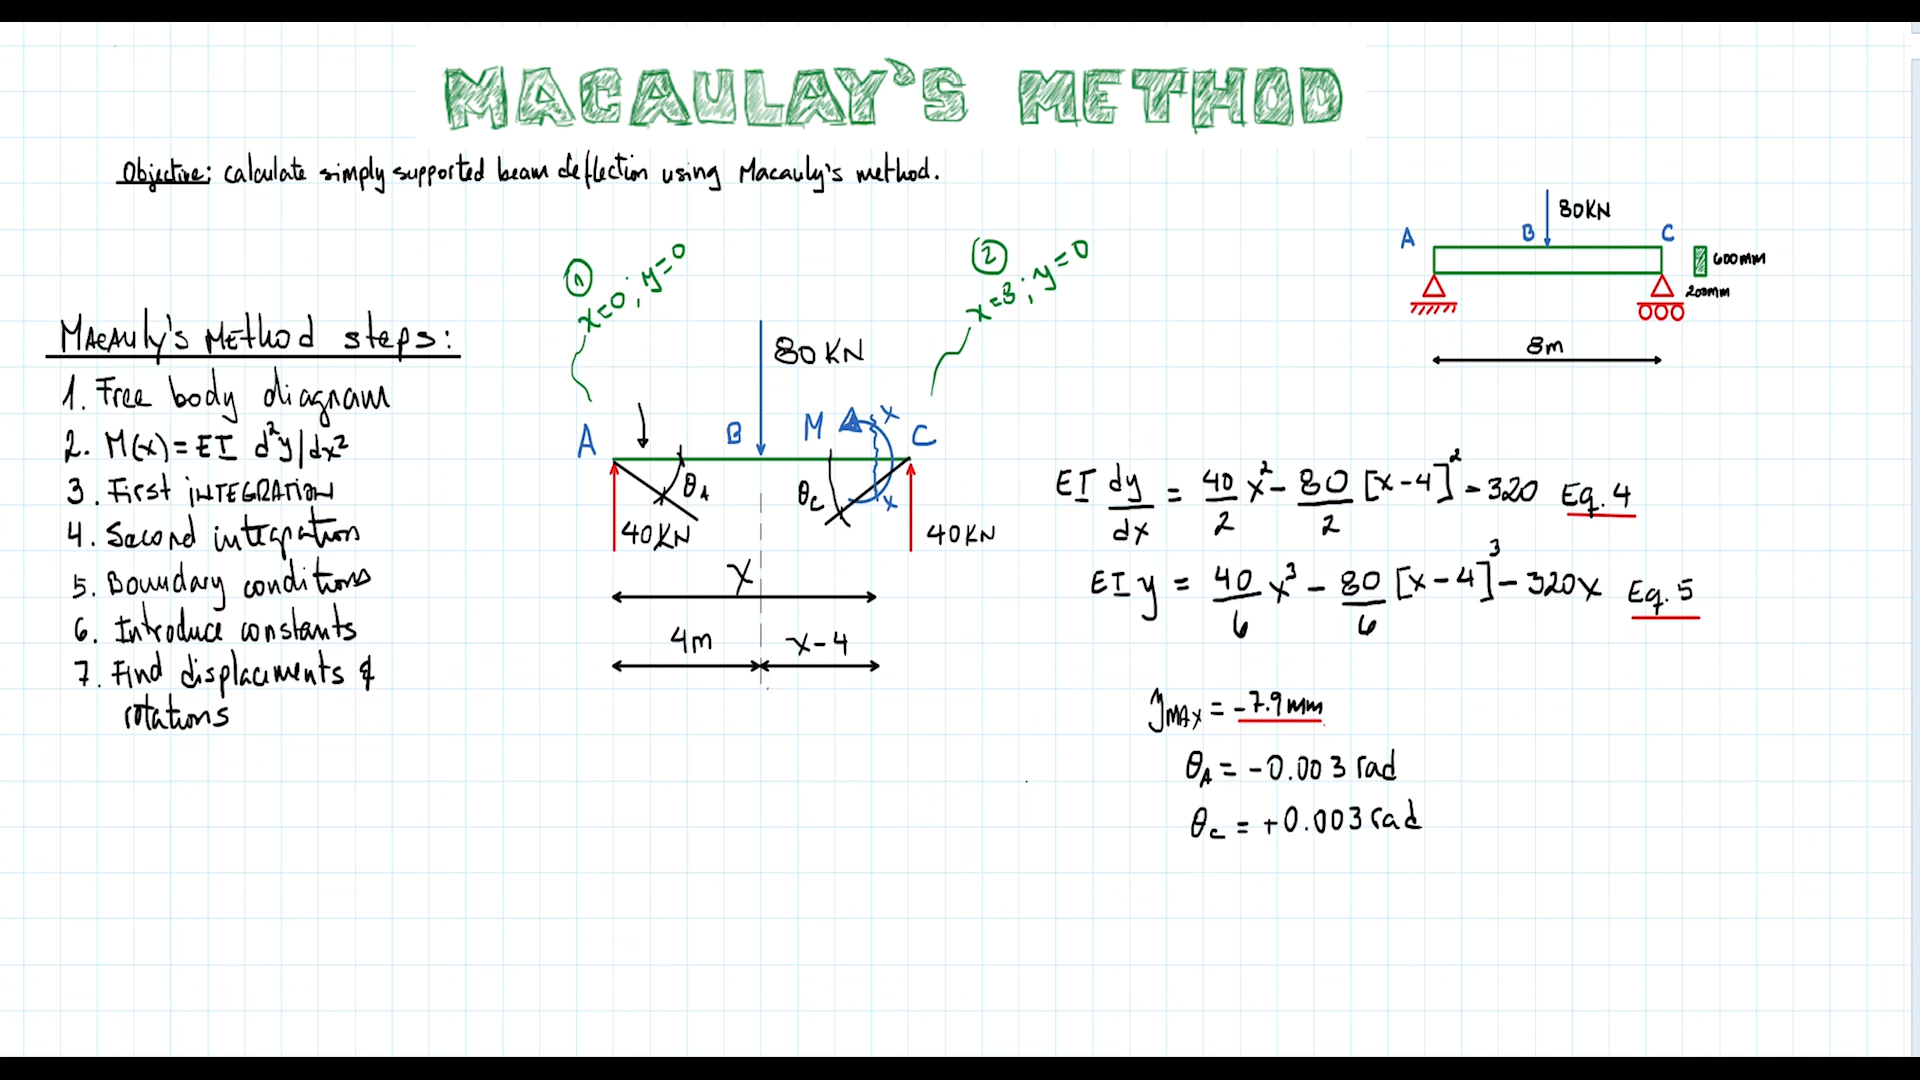 MACAULAY'S METHOD
Objective: calculate simply supported beam deflection using Macauly's method.
80KN
A B C
600mm
200mm
8m
1
x=0; y=0
2
x=8; y=0
Macauly's Method steps:
1. Free body diagram
2. M(x) = EI d²y/dx²
3. First INTEGRATION
4. Second integration
5. Boundary conditions
6. Introduce constants
7. Find displacements &
rotations
80KN
A B M x C
θA θc x
40KN 40KN
x
4m x-4
EI dy/dx = 40/2 x² - 80/2 [x-4]² - 320 Eq. 4
EI y = 40/6 x³ - 80/6 [x-4]³ - 320x Eq. 5
yMAX = -7.9mm
θA = -0.003 rad
θc = +0.003 rad